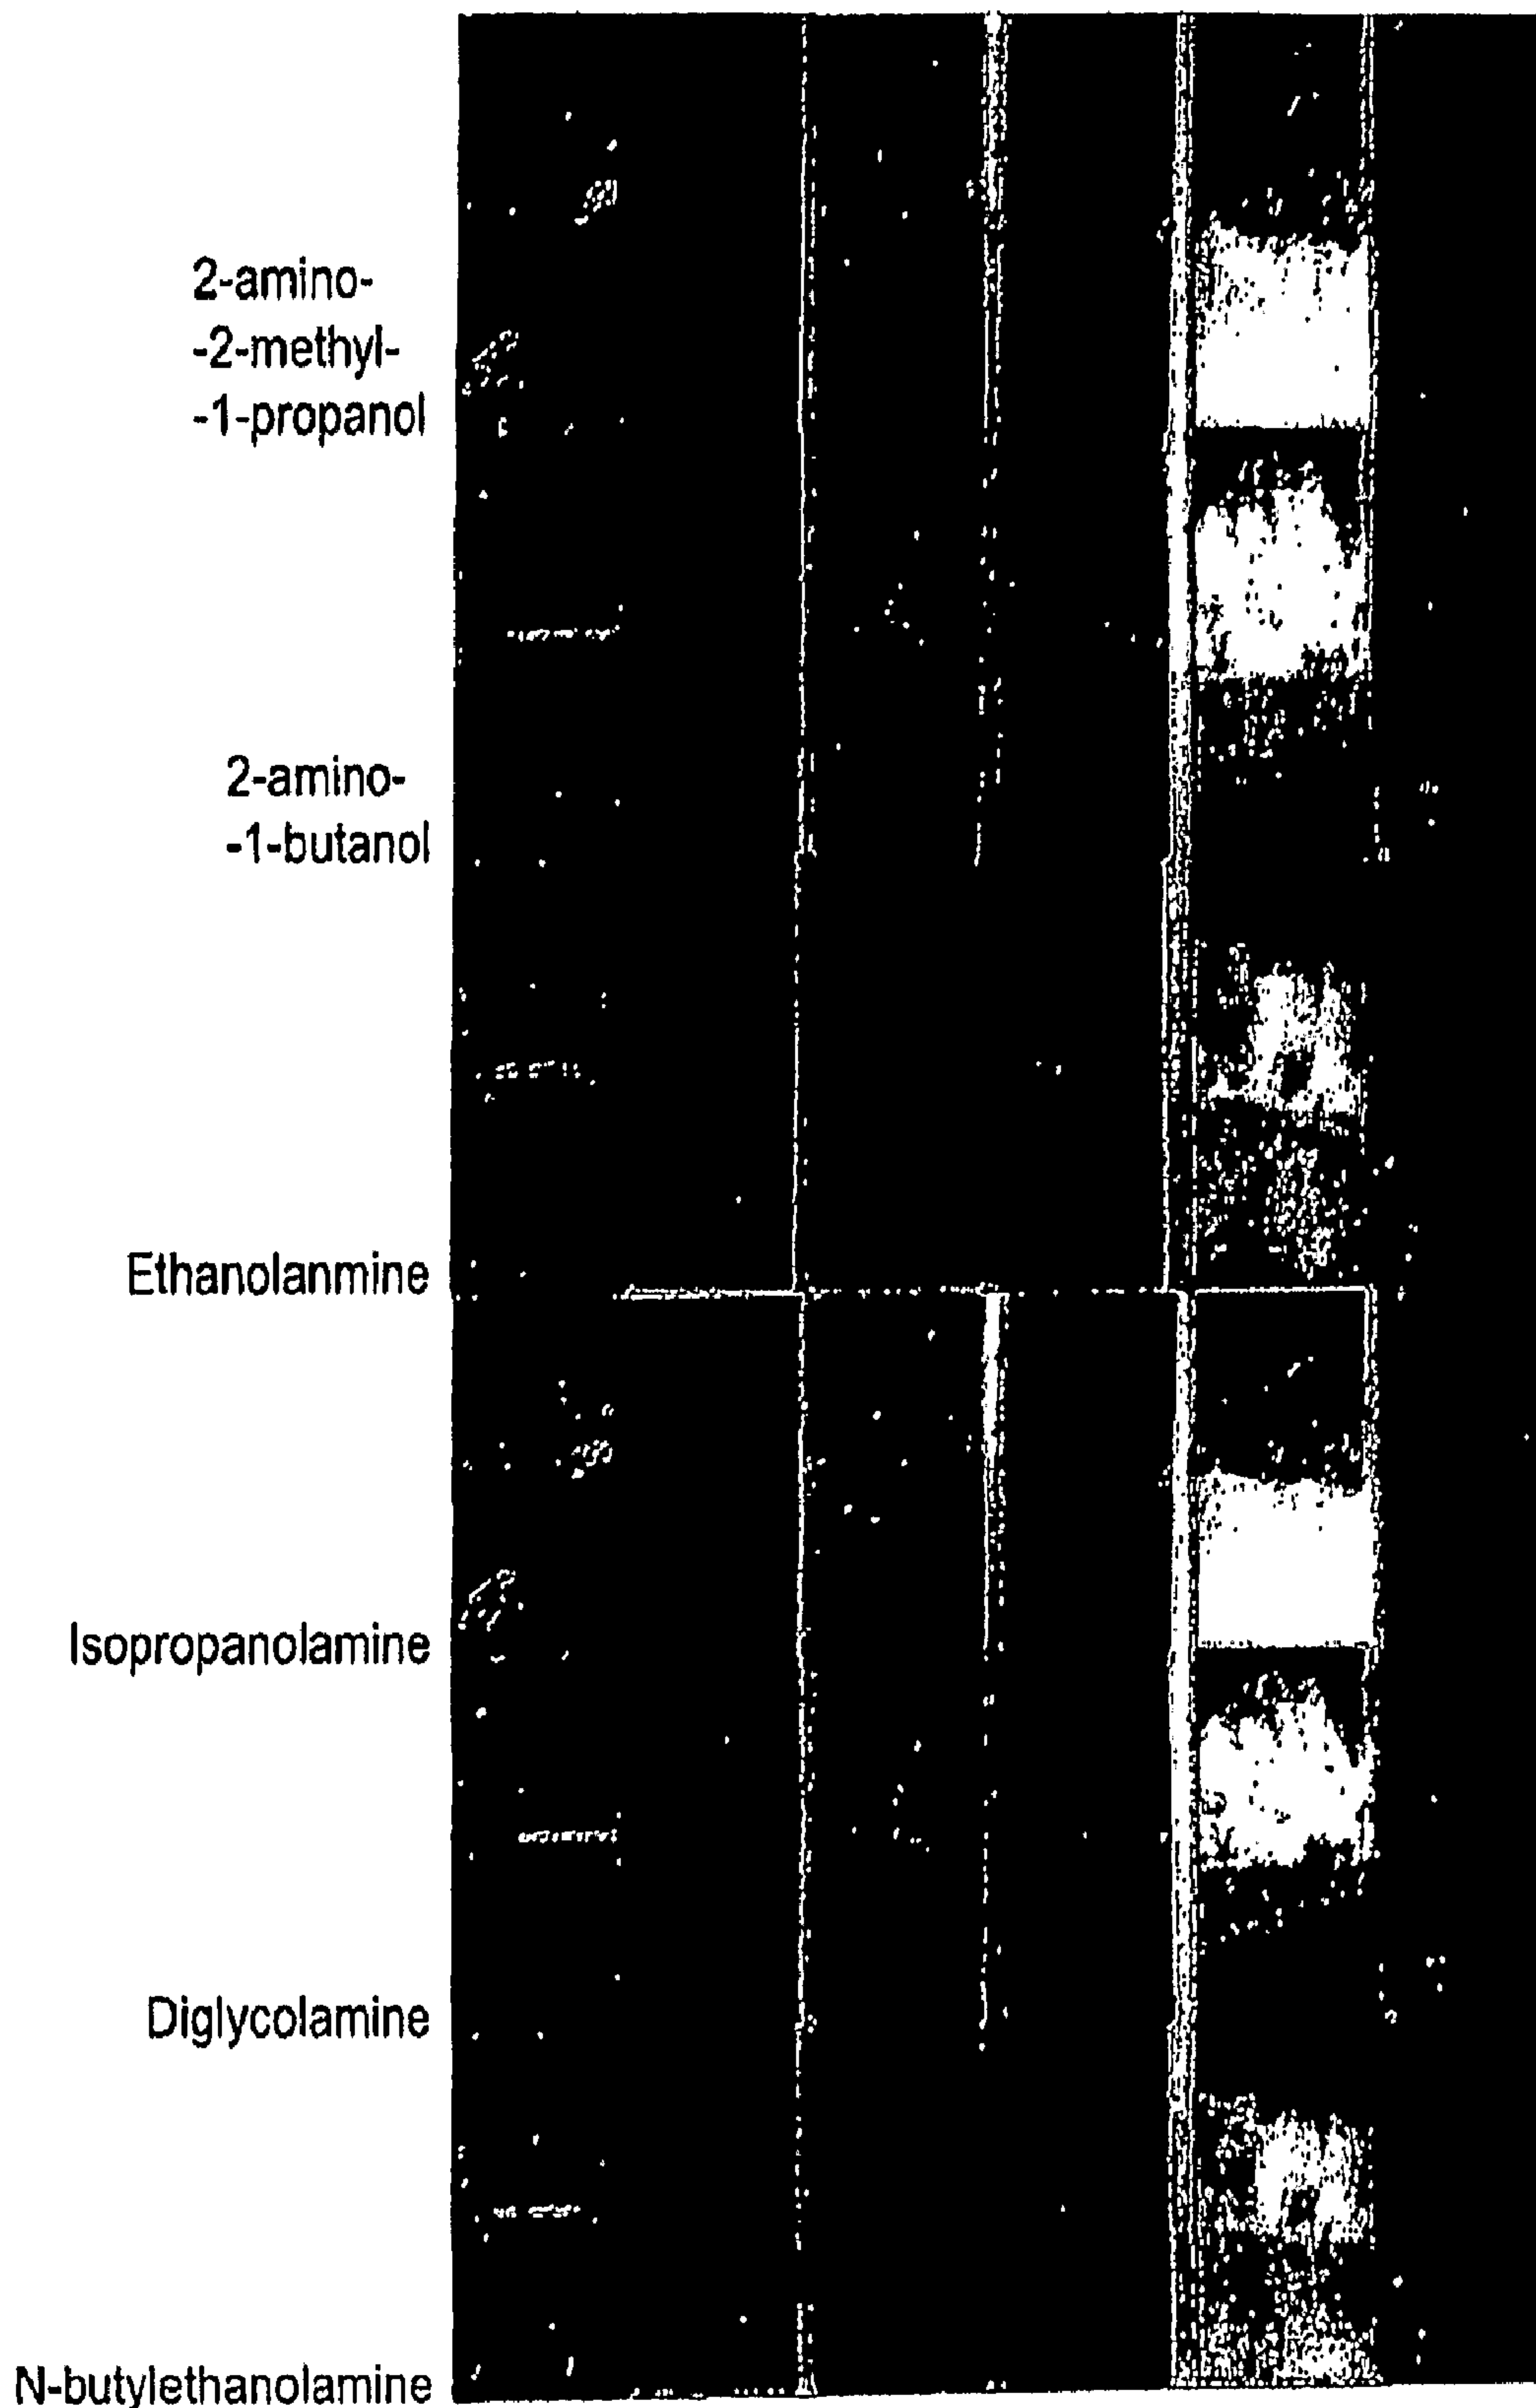 2-amino-
-2-methyl-
-1-propanol
2-amino-
-1-butanol
Ethanolanmine
Isopropanolamine
Diglycolamine
N-butylethanolamine